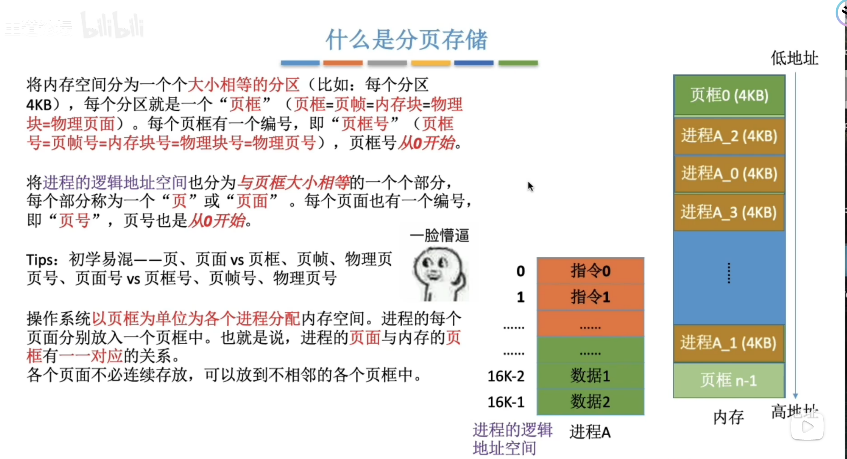 bilibili
什么是分页存储
将内存空间分为一个个大小相等的分区（比如：每个分区
4KB），每个分区就是一个“页框”（页框=页帧=内存块=物理
块=物理页面）。每个页框有一个编号，即“页框号”（页框
号=页帧号=内存块号=物理块号=物理页号），页框号从0开始。
将进程的逻辑地址空间也分为与页框大小相等的一个个部分，
每个部分称为一个“页”或“页面” 。每个页面也有一个编号，
即“页号”，页号也是从0开始。
Tips：初学易混——页、页面 vs 页框、页帧、物理页
页号、页面号 vs 页框号、页帧号、物理页号
操作系统以页框为单位为各个进程分配内存空间。进程的每个
页面分别放入一个页框中。也就是说，进程的页面与内存的页
框有一一对应的关系。
各个页面不必连续存放，可以放到不相邻的各个页框中。
一脸懵逼
0 指令0
1 指令1
…… ……
…… ……
16K-2 数据1
16K-1 数据2
进程的逻辑
地址空间
进程A
低地址
页框0 (4KB)
进程A_2 (4KB)
进程A_0 (4KB)
进程A_3 (4KB)
……
进程A_1 (4KB)
页框 n-1
内存
高地址